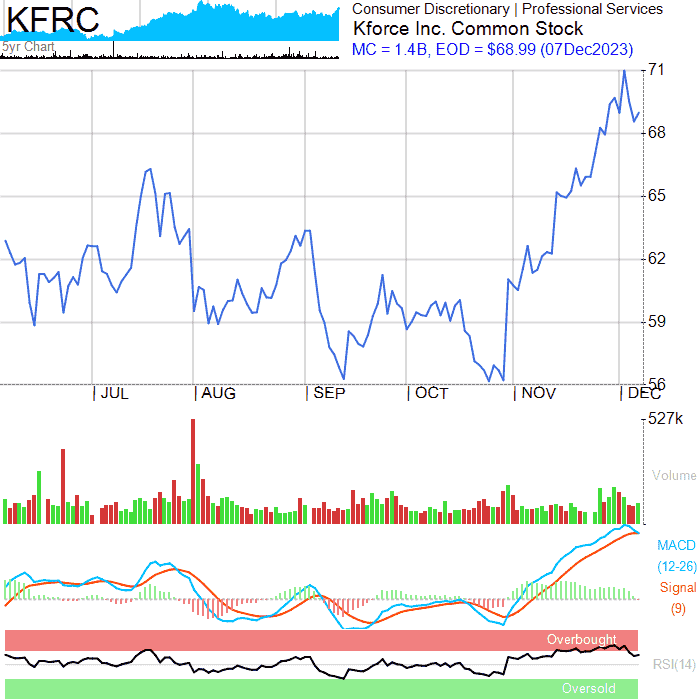 KFRC
5yr Chart
Consumer Discretionary | Professional Services
Kforce Inc. Common Stock
MC = 1.4B, EOD = $68.99 (07Dec2023)
71
68
65
62
59
56
| JUL | AUG | SEP | OCT | NOV | DEC
527k
Volume
MACD
(12-26)
Signal
(9)
Overbought
RSI(14)
Oversold